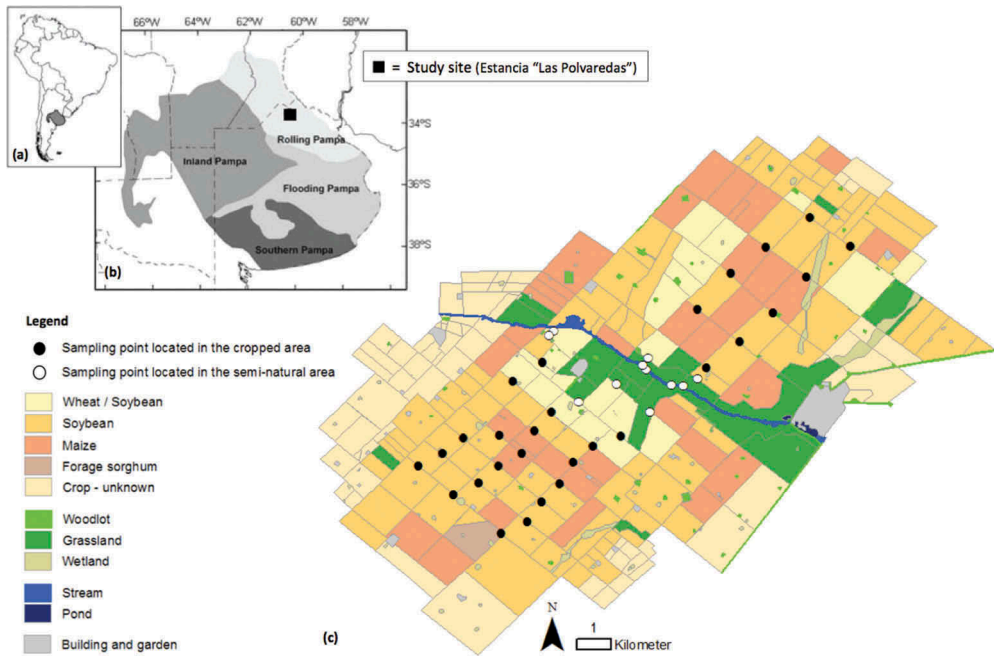 66°W 64°W 62°W 60°W 58°W
■ = Study site (Estancia "Las Polvaredas")
34°S
Rolling Pampa
(a)
Inland Pampa
36°S
Flooding Pampa
Southern Pampa
38°S
(b)
Legend
Sampling point located in the cropped area
Sampling point located in the semi-natural area
Wheat / Soybean
Soybean
Maize
Forage sorghum
Crop - unknown
Woodlot
Grassland
Wetland
Stream
Pond
Building and garden
(c)
N
1
Kilometer